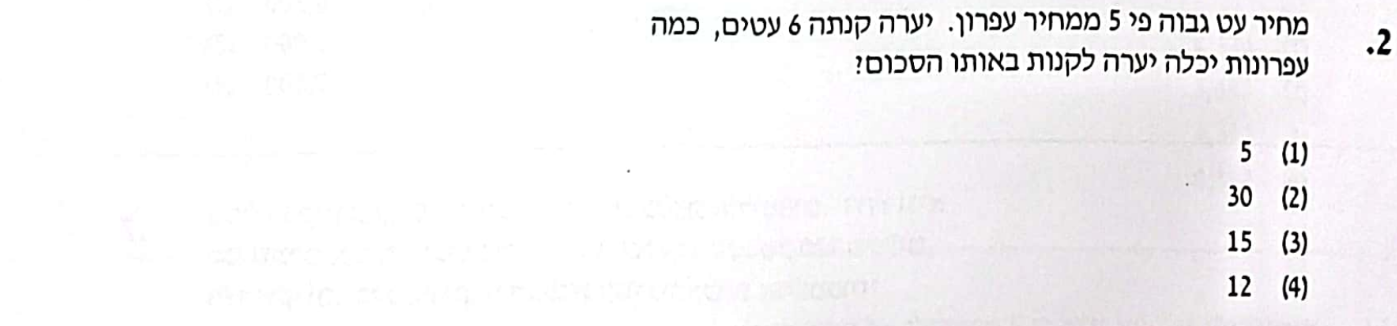 2. מחיר עט גבוה פי 5 ממחיר עפרון. יערה קנתה 6 עטים, כמה
עפרונות יכלה יערה לקנות באותו הסכום?
(1) 5
(2) 30
(3) 15
(4) 12